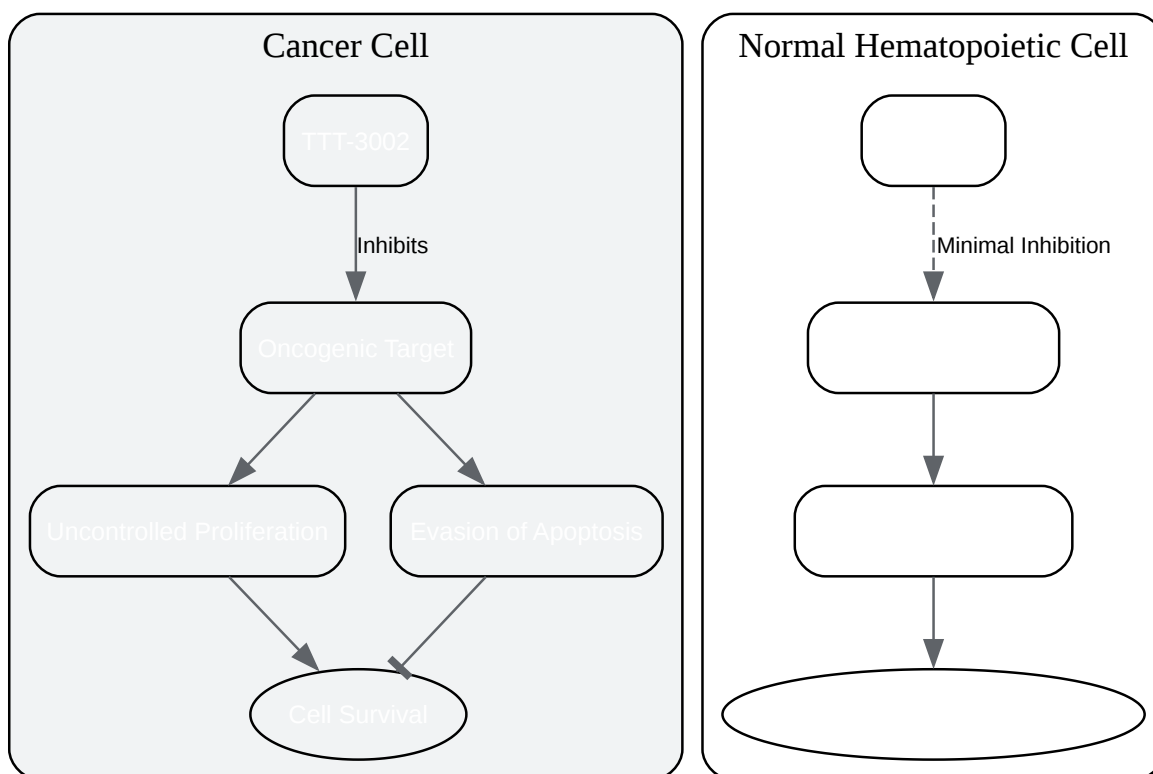 Cancer Cell
Normal Hematopoietic Cell
TTT-3002
Inhibits
Minimal Inhibition
Oncogenic Target
Uncontrolled Proliferation
Evasion of Apoptosis
Cell Survival